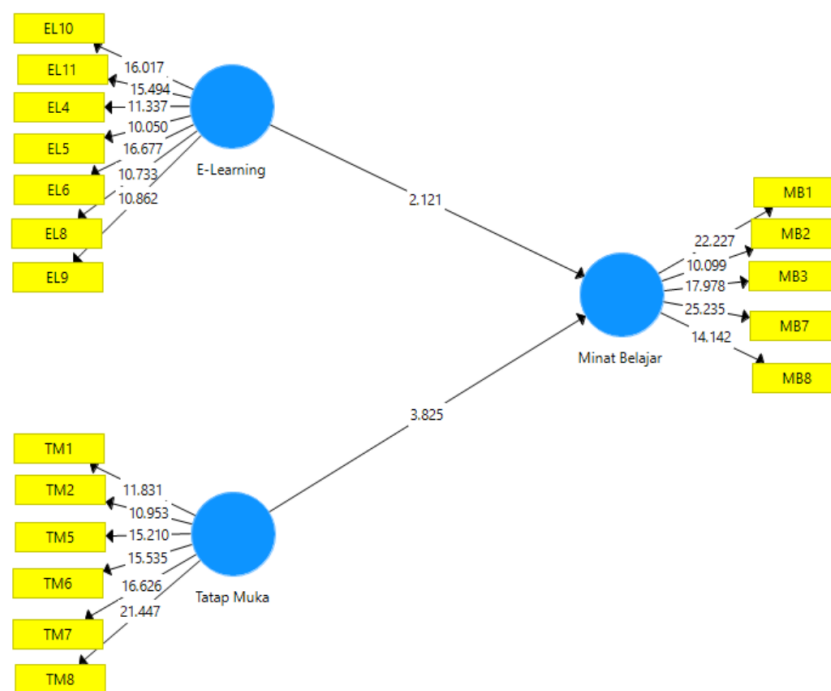 EL10
EL11
EL4
EL5
EL6
EL8
EL9
16.017
15.494
11.337
10.050
16.677
10.733
10.862
E-Learning
2.121
MB1
MB2
MB3
MB7
MB8
22.227
10.099
17.978
25.235
14.142
Minat Belajar
3.825
TM1
TM2
TM5
TM6
TM7
TM8
11.831
10.953
15.210
15.535
16.626
21.447
Tatap Muka